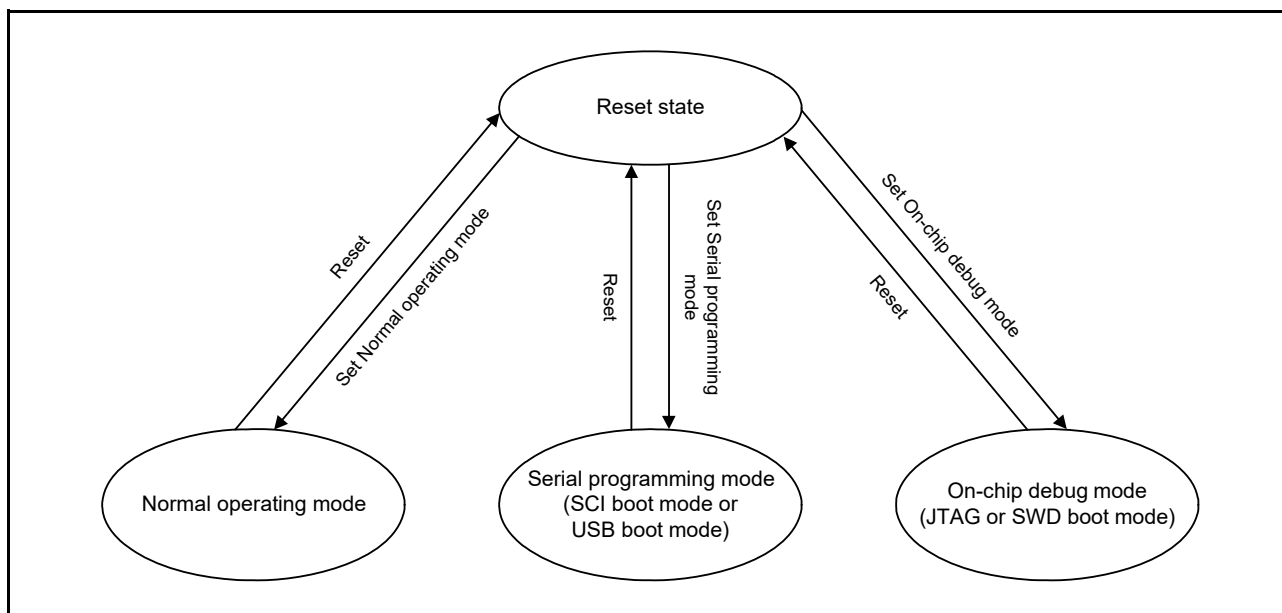 Reset state
Reset
Set Normal operating mode
Reset
Set Serial programming
mode
Set On-chip debug mode
Reset
Normal operating mode
Serial programming mode
(SCI boot mode or
USB boot mode)
On-chip debug mode
(JTAG or SWD boot mode)